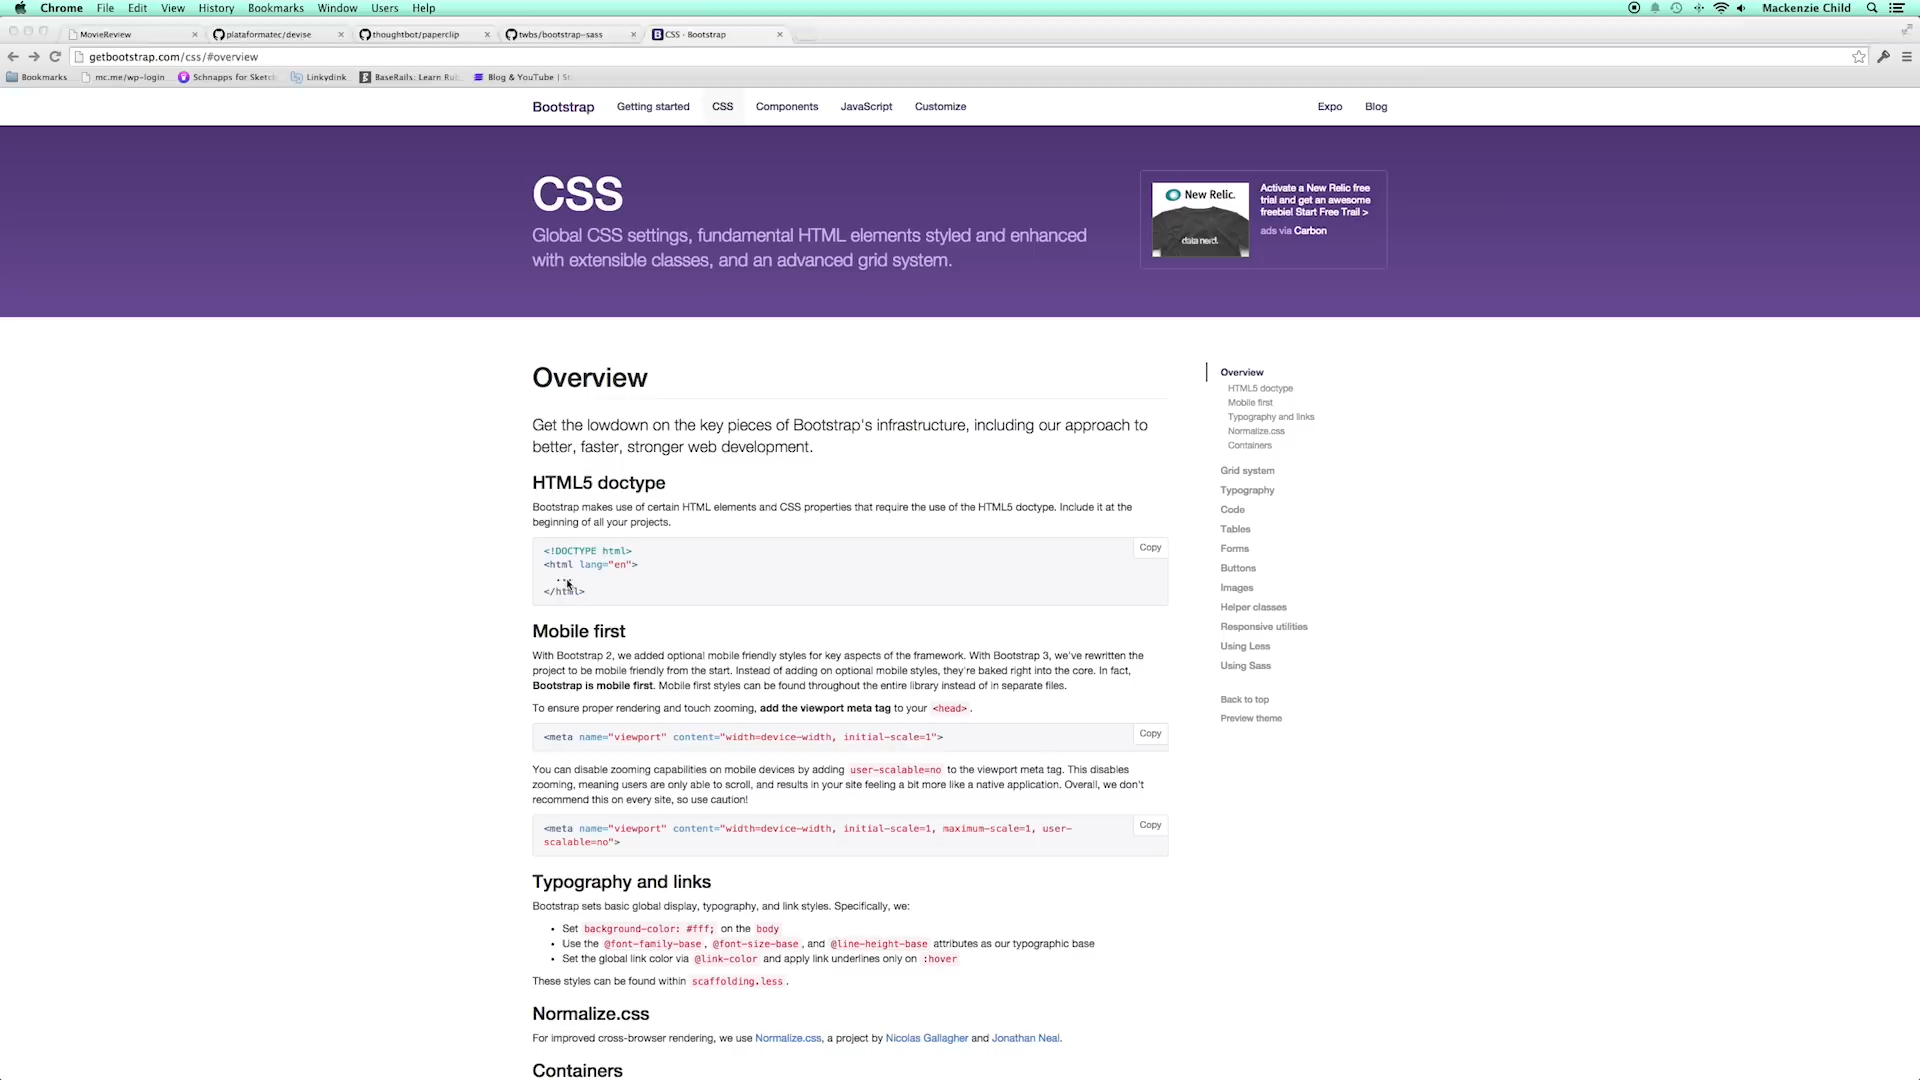 Chrome File Edit View History Bookmarks Window Users Help Mackenzie Child
MovieReview plataformatec/devise thoughtbot/paperclip twbs/bootstrap-sass CSS · Bootstrap
getbootstrap.com/css/#overview
Bookmarks mc.me/wp-login Schnapps for Sketch Linkydink BaseRails: Learn Rub Blog & YouTube | St
Bootstrap Getting started CSS Components JavaScript Customize Expo Blog
CSS
Global CSS settings, fundamental HTML elements styled and enhanced
with extensible classes, and an advanced grid system.
New Relic.
data nerd.
Activate a New Relic free
trial and get an awesome
freebie! Start Free Trail >
ads via Carbon
Overview
Get the lowdown on the key pieces of Bootstrap's infrastructure, including our approach to
better, faster, stronger web development.
HTML5 doctype
Bootstrap makes use of certain HTML elements and CSS properties that require the use of the HTML5 doctype. Include it at the
beginning of all your projects.
Copy
<!DOCTYPE html>
<html lang="en">
...
</html>
Mobile first
With Bootstrap 2, we added optional mobile friendly styles for key aspects of the framework. With Bootstrap 3, we've rewritten the
project to be mobile friendly from the start. Instead of adding on optional mobile styles, they're baked right into the core. In fact,
Bootstrap is mobile first. Mobile first styles can be found throughout the entire library instead of in separate files.
To ensure proper rendering and touch zooming, add the viewport meta tag to your <head>.
<meta name="viewport" content="width=device-width, initial-scale=1">
Copy
You can disable zooming capabilities on mobile devices by adding user-scalable=no to the viewport meta tag. This disables
zooming, meaning users are only able to scroll, and results in your site feeling a bit more like a native application. Overall, we don't
recommend this on every site, so use caution!
Copy
<meta name="viewport" content="width=device-width, initial-scale=1, maximum-scale=1, user-
scalable=no">
Typography and links
Bootstrap sets basic global display, typography, and link styles. Specifically, we:
• Set background-color: #fff; on the body
• Use the @font-family-base, @font-size-base, and @line-height-base attributes as our typographic base
• Set the global link color via @link-color and apply link underlines only on :hover
These styles can be found within scaffolding.less.
Normalize.css
For improved cross-browser rendering, we use Normalize.css, a project by Nicolas Gallagher and Jonathan Neal.
Containers
Overview
HTML5 doctype
Mobile first
Typography and links
Normalize.css
Containers
Grid system
Typography
Code
Tables
Forms
Buttons
Images
Helper classes
Responsive utilities
Using Less
Using Sass
Back to top
Preview theme